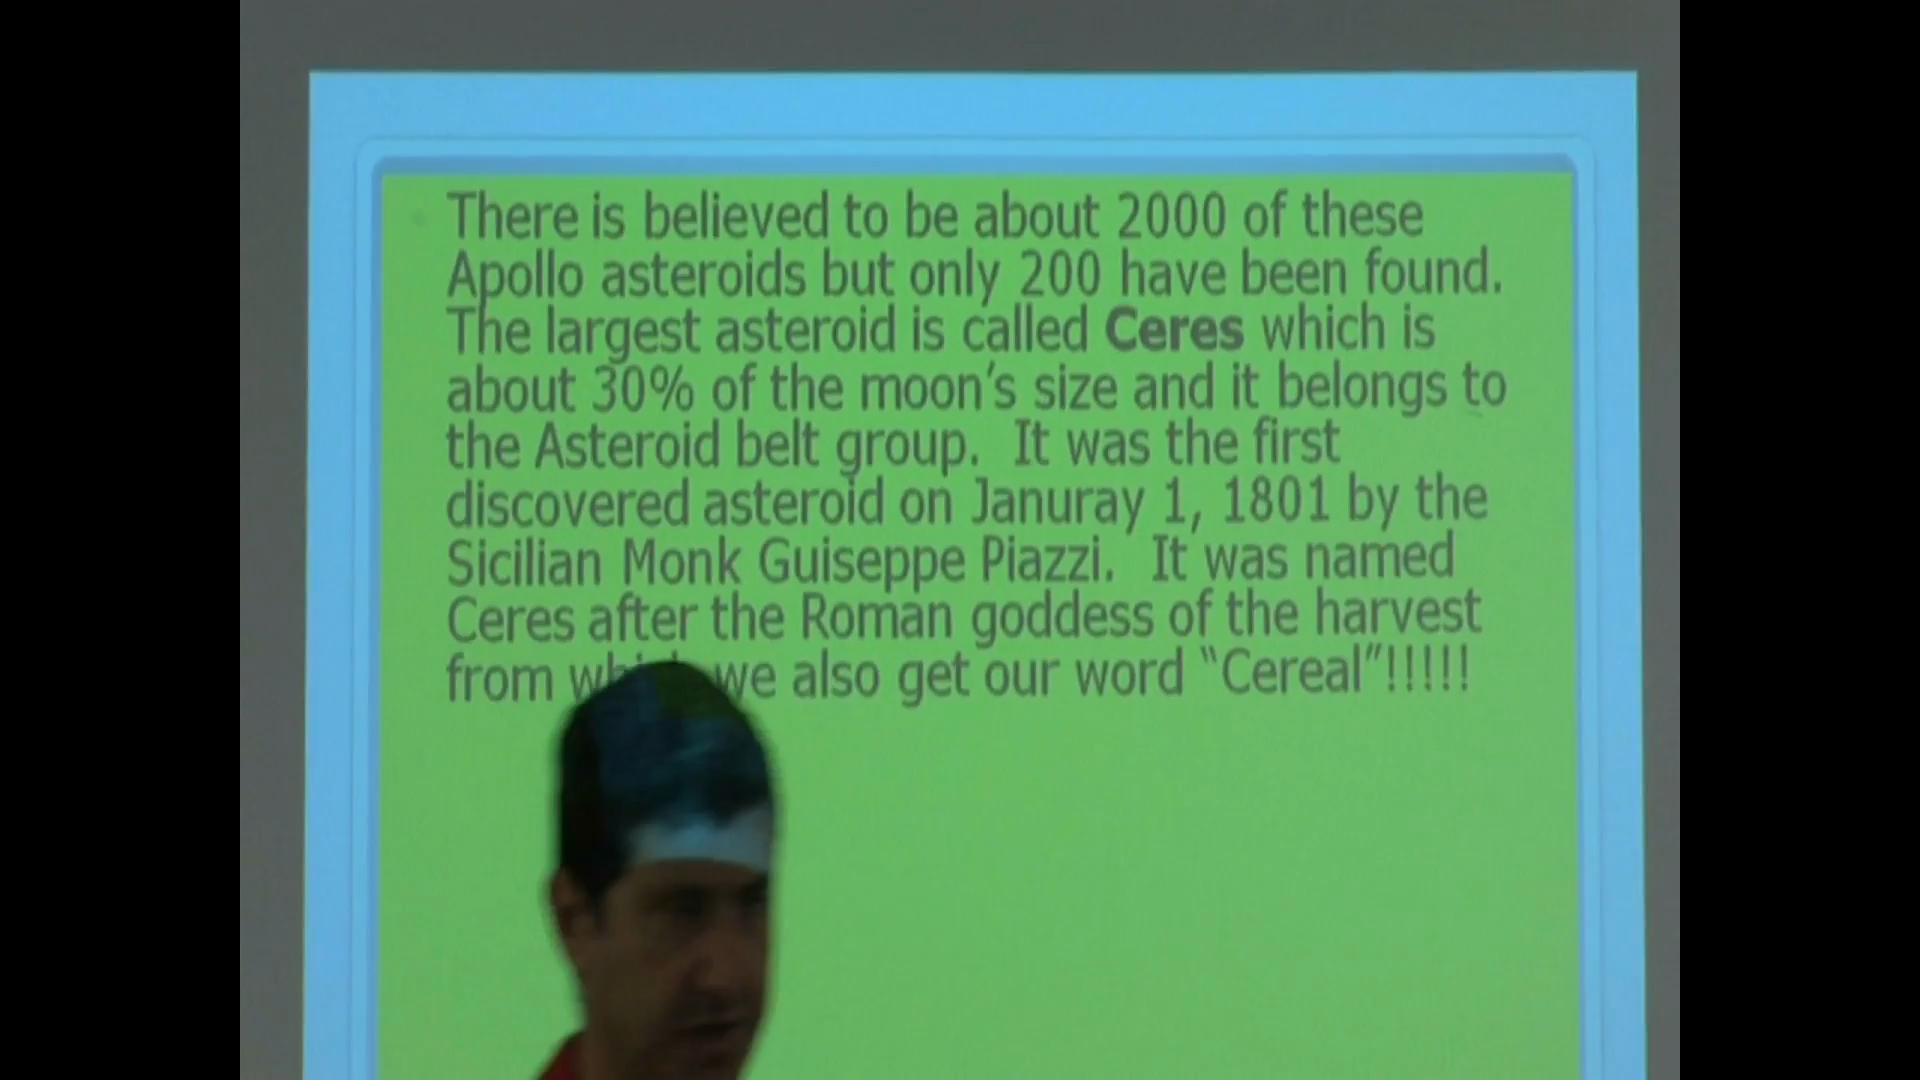 There is believed to be about 2000 of these
Apollo asteroids but only 200 have been found.
The largest asteroid is called Ceres which is
about 30% of the moon's size and it belongs to
the Asteroid belt group. It was the first
discovered asteroid on Januray 1, 1801 by the
Sicilian Monk Guiseppe Piazzi. It was named
Ceres after the Roman goddess of the harvest
from we also get our word “Cereal”!!!!!